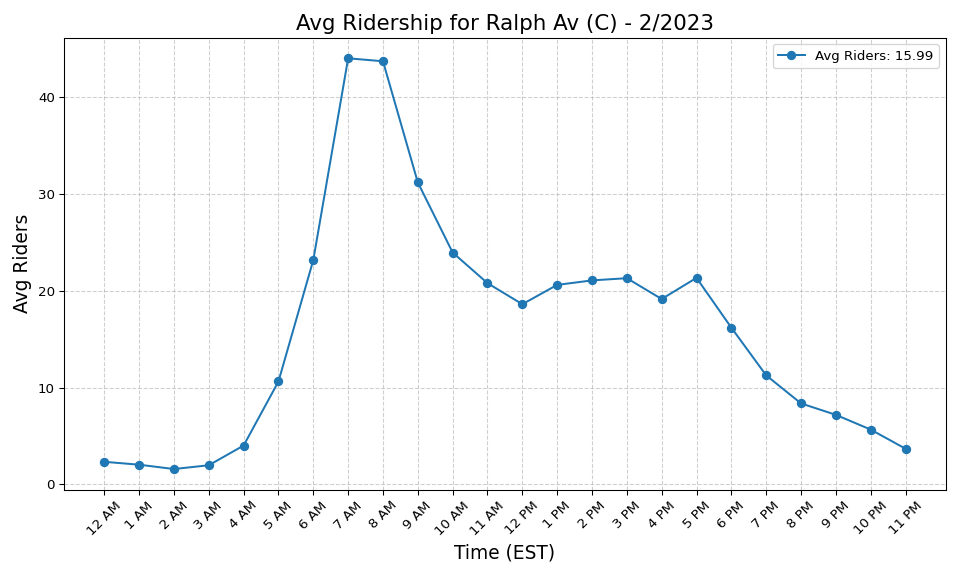 Avg Ridership for Ralph Av (C) - 2/2023
Avg Riders: 15.99
Avg Riders
40
30
20
10
0
12 AM
1 AM
2 AM
3 AM
4 AM
5 AM
6 AM
7 AM
8 AM
9 AM
10 AM
11 AM
12 PM
1 PM
2 PM
3 PM
4 PM
5 PM
6 PM
7 PM
8 PM
9 PM
10 PM
11 PM
Time (EST)